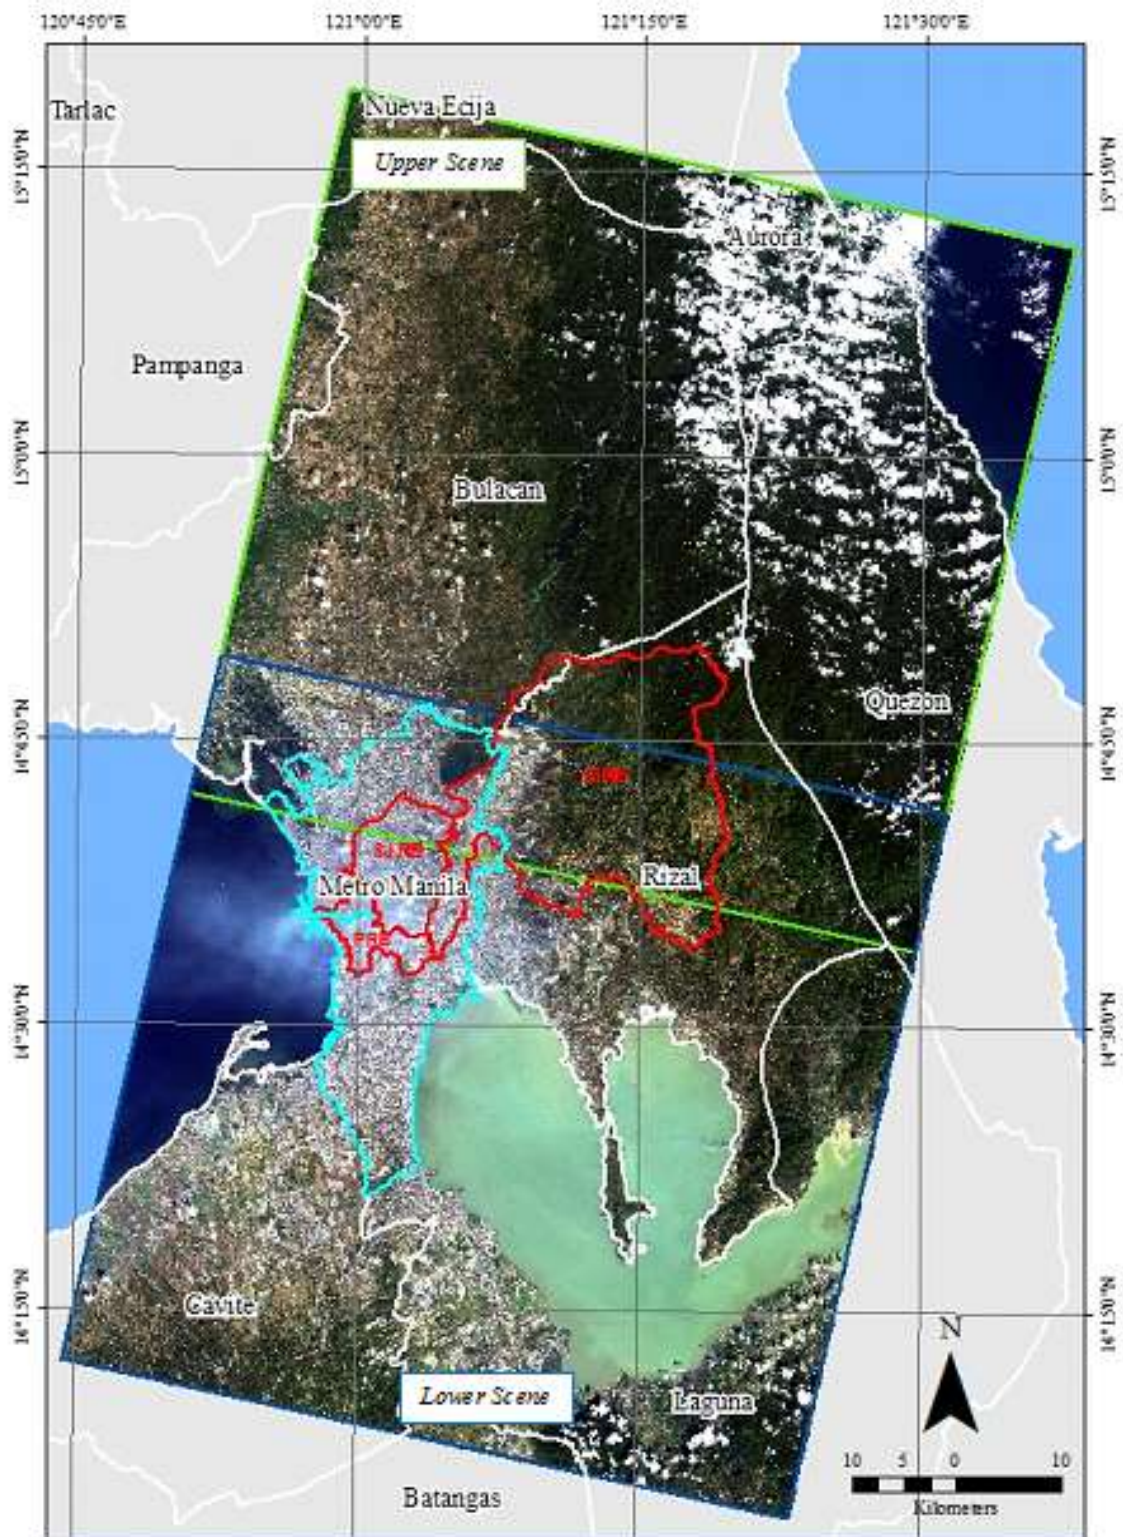 120°45'0"E
121°0'0"E
121°15'0"E
121°30'0"E
Tarlac
Nueva Ecija
Upper Scene
15°15'0"N
15°15'0"N
Aurora
Pampanga
15°0'0"N
15°0'0"N
Bulacan
Quezon
14°45'0"N
14°45'0"N
Rizal
Metro Manila
14°30'0"N
14°30'0"N
14°15'0"N
14°15'0"N
Cavite
N
Lower Scene
Laguna
10 5 0 10
Kilometers
Batangas